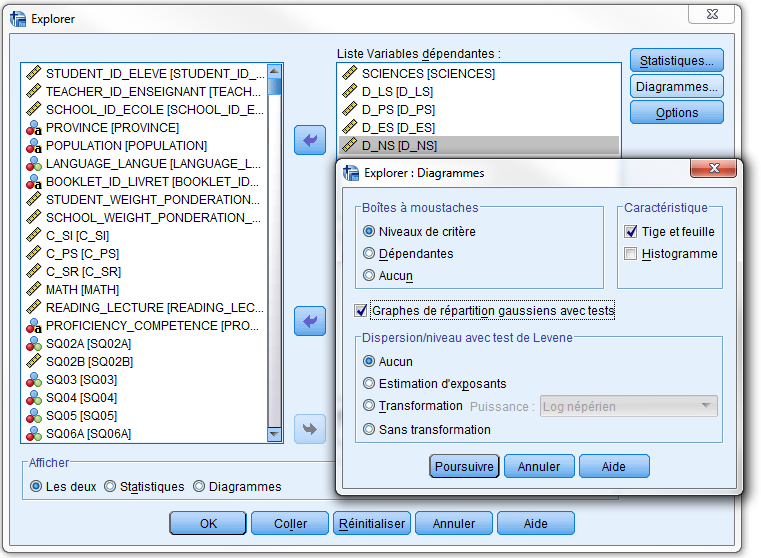 Explorer
Liste Variables dépendantes :
STUDENT_ID_ELEVE [STUDENT_ID_...
TEACHER_ID_ENSEIGNANT [TEACH...
SCHOOL_ID_ECOLE [SCHOOL_ID_E...
PROVINCE [PROVINCE]
POPULATION [POPULATION]
LANGUAGE_LANGUE [LANGUAGE_L...
BOOKLET_ID_LIVRET [BOOKLET_ID...
STUDENT_WEIGHT_PONDERATION_...
SCHOOL_WEIGHT_PONDERATION_...
C_SI [C_SI]
C_PS [C_PS]
C_SR [C_SR]
MATH [MATH]
READING_LECTURE [READING_LEC...
PROFICIENCY_COMPETENCE [PRO...
SQ02A [SQ02A]
SQ02B [SQ02B]
SQ03 [SQ03]
SQ04 [SQ04]
SQ05 [SQ05]
SQ06A [SQ06A]
SCIENCES [SCIENCES]
D_LS [D_LS]
D_PS [D_PS]
D_ES [D_ES]
D_NS [D_NS]
Statistiques...
Diagrammes...
Options
Explorer : Diagrammes
Boîtes à moustaches
Niveaux de critère
Dépendantes
Aucun
Caractéristique
Tige et feuille
Histogramme
Graphes de répartition gaussiens avec tests
Dispersion/niveau avec test de Levene
Aucun
Estimation d'exposants
Transformation Puissance : Log népérien
Sans transformation
Poursuivre Annuler Aide
Afficher
Les deux Statistiques Diagrammes
OK Coller Réinitialiser Annuler Aide